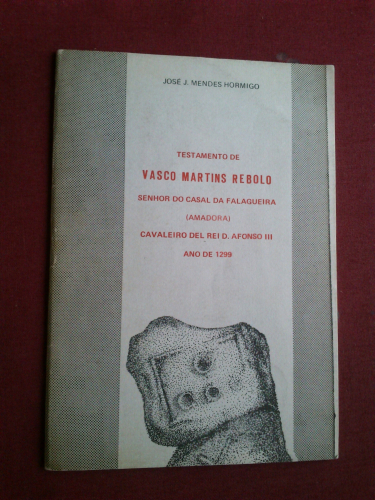 JOSÉ J. MENDES HORMIGO
TESTAMENTO DE
VASCO MARTINS REBOLO
SENHOR DO CASAL DA FALAGUEIRA
(AMADORA)
CAVALEIRO DEL REI D. AFONSO III
ANO DE 1299